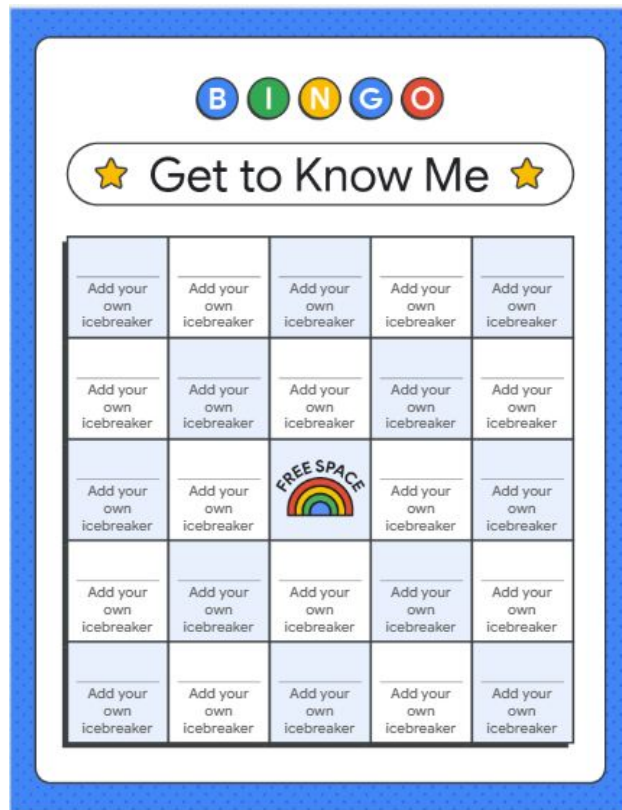 BINGO
Get to Know Me
Add your Add your Add your Add your Add your
own own own own own
icebreaker icebreaker icebreaker icebreaker icebreaker
Add your Add your Add your Add your Add your
own own own own own
icebreaker icebreaker icebreaker icebreaker icebreaker
FREE SPACE
Add your Add your Add your Add your
own own own own
icebreaker icebreaker icebreaker icebreaker
Add your Add your Add your Add your Add your
own own own own own
icebreaker icebreaker icebreaker icebreaker icebreaker
Add your Add your Add your Add your Add your
own own own own own
icebreaker icebreaker icebreaker icebreaker icebreaker